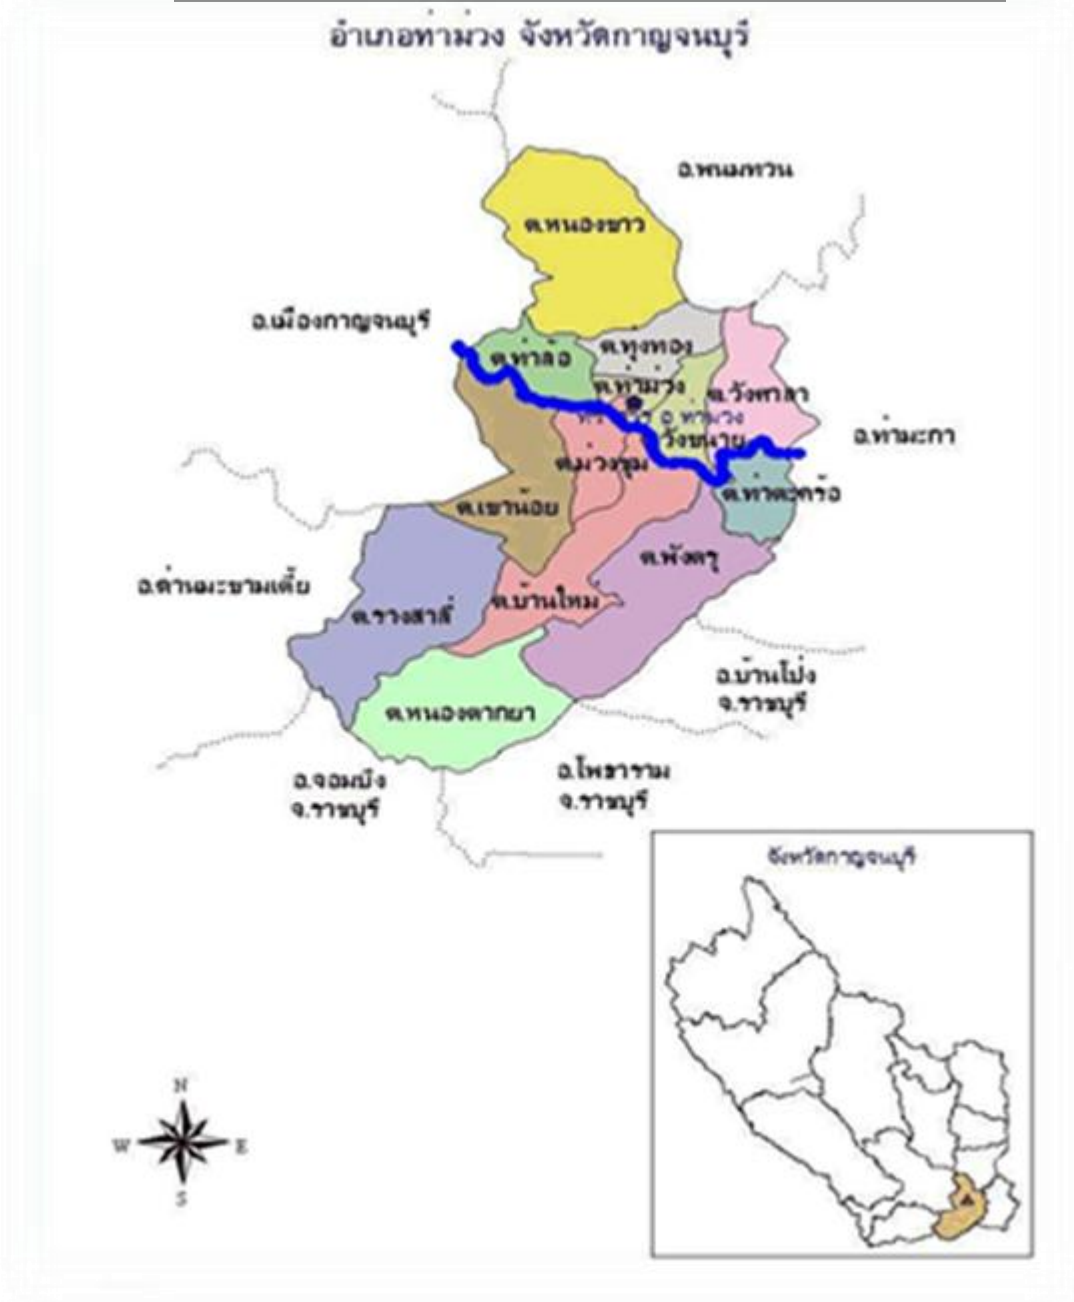 อำเภอท่าม่วง จังหวัดกาญจนบุรี
อ.พนมทวน
ต.หนองขาว
อ.เมืองกาญจนบุรี
ต.ทุ่งทอง
ต.ท่าล้อ
ต.ท่าม่วง
ต.วังศาลา
อ ท่าม่วง
วังขนาย
อ.ท่ามะกา
ต.ม่วงชุม
ต.ท่าตะคร้อ
ต.เขาน้อย
ต.พังตรุ
อ.ด่านมะขามเตี้ย
ต.บ้านใหม่
ต.รางสาลี่
อ.บ้านโป่ง
จ.ราชบุรี
ต.หนองตากยา
อ.จอมบึง
จ.ราชบุรี
อ.โพธาราม
จ.ราชบุรี
จังหวัดกาญจนบุรี
N
W
E
S